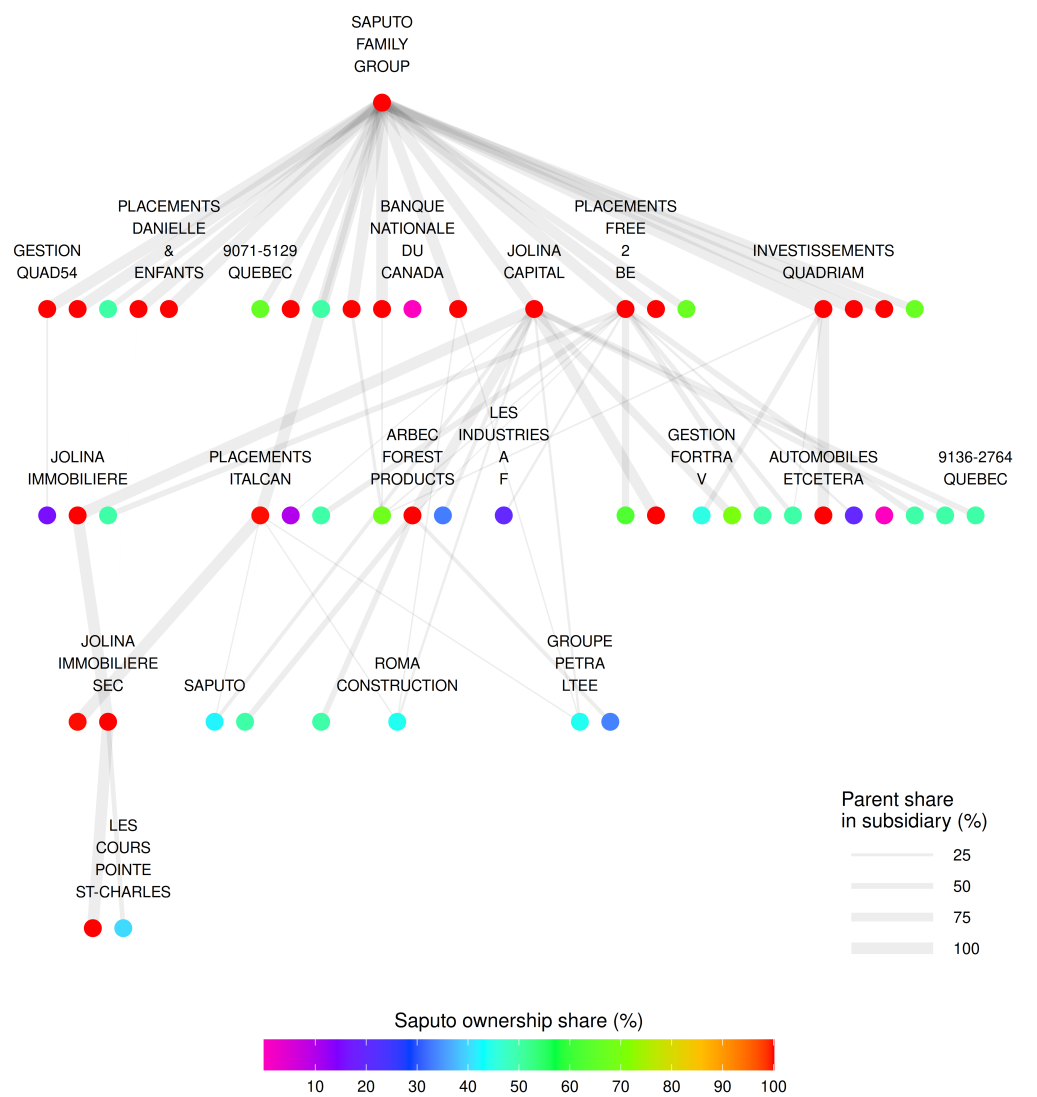 SAPUTO
FAMILY
GROUP
GESTION
QUAD54
PLACEMENTS
DANIELLE
&
ENFANTS
9071-5129
QUEBEC
BANQUE
NATIONALE
DU
CANADA
JOLINA
CAPITAL
PLACEMENTS
FREE
2
BE
INVESTISSEMENTS
QUADRIAM
JOLINA
IMMOBILIERE
PLACEMENTS
ITALCAN
ARBEC
FOREST
PRODUCTS
LES
INDUSTRIES
A
F
GESTION
FORTRA
V
AUTOMOBILES
ETCETERA
9136-2764
QUEBEC
JOLINA
IMMOBILIERE
SEC
SAPUTO
ROMA
CONSTRUCTION
GROUPE
PETRA
LTEE
LES
COURS
POINTE
ST-CHARLES
Parent share
in subsidiary (%)
25
50
75
100
Saputo ownership share (%)
10 20 30 40 50 60 70 80 90 100